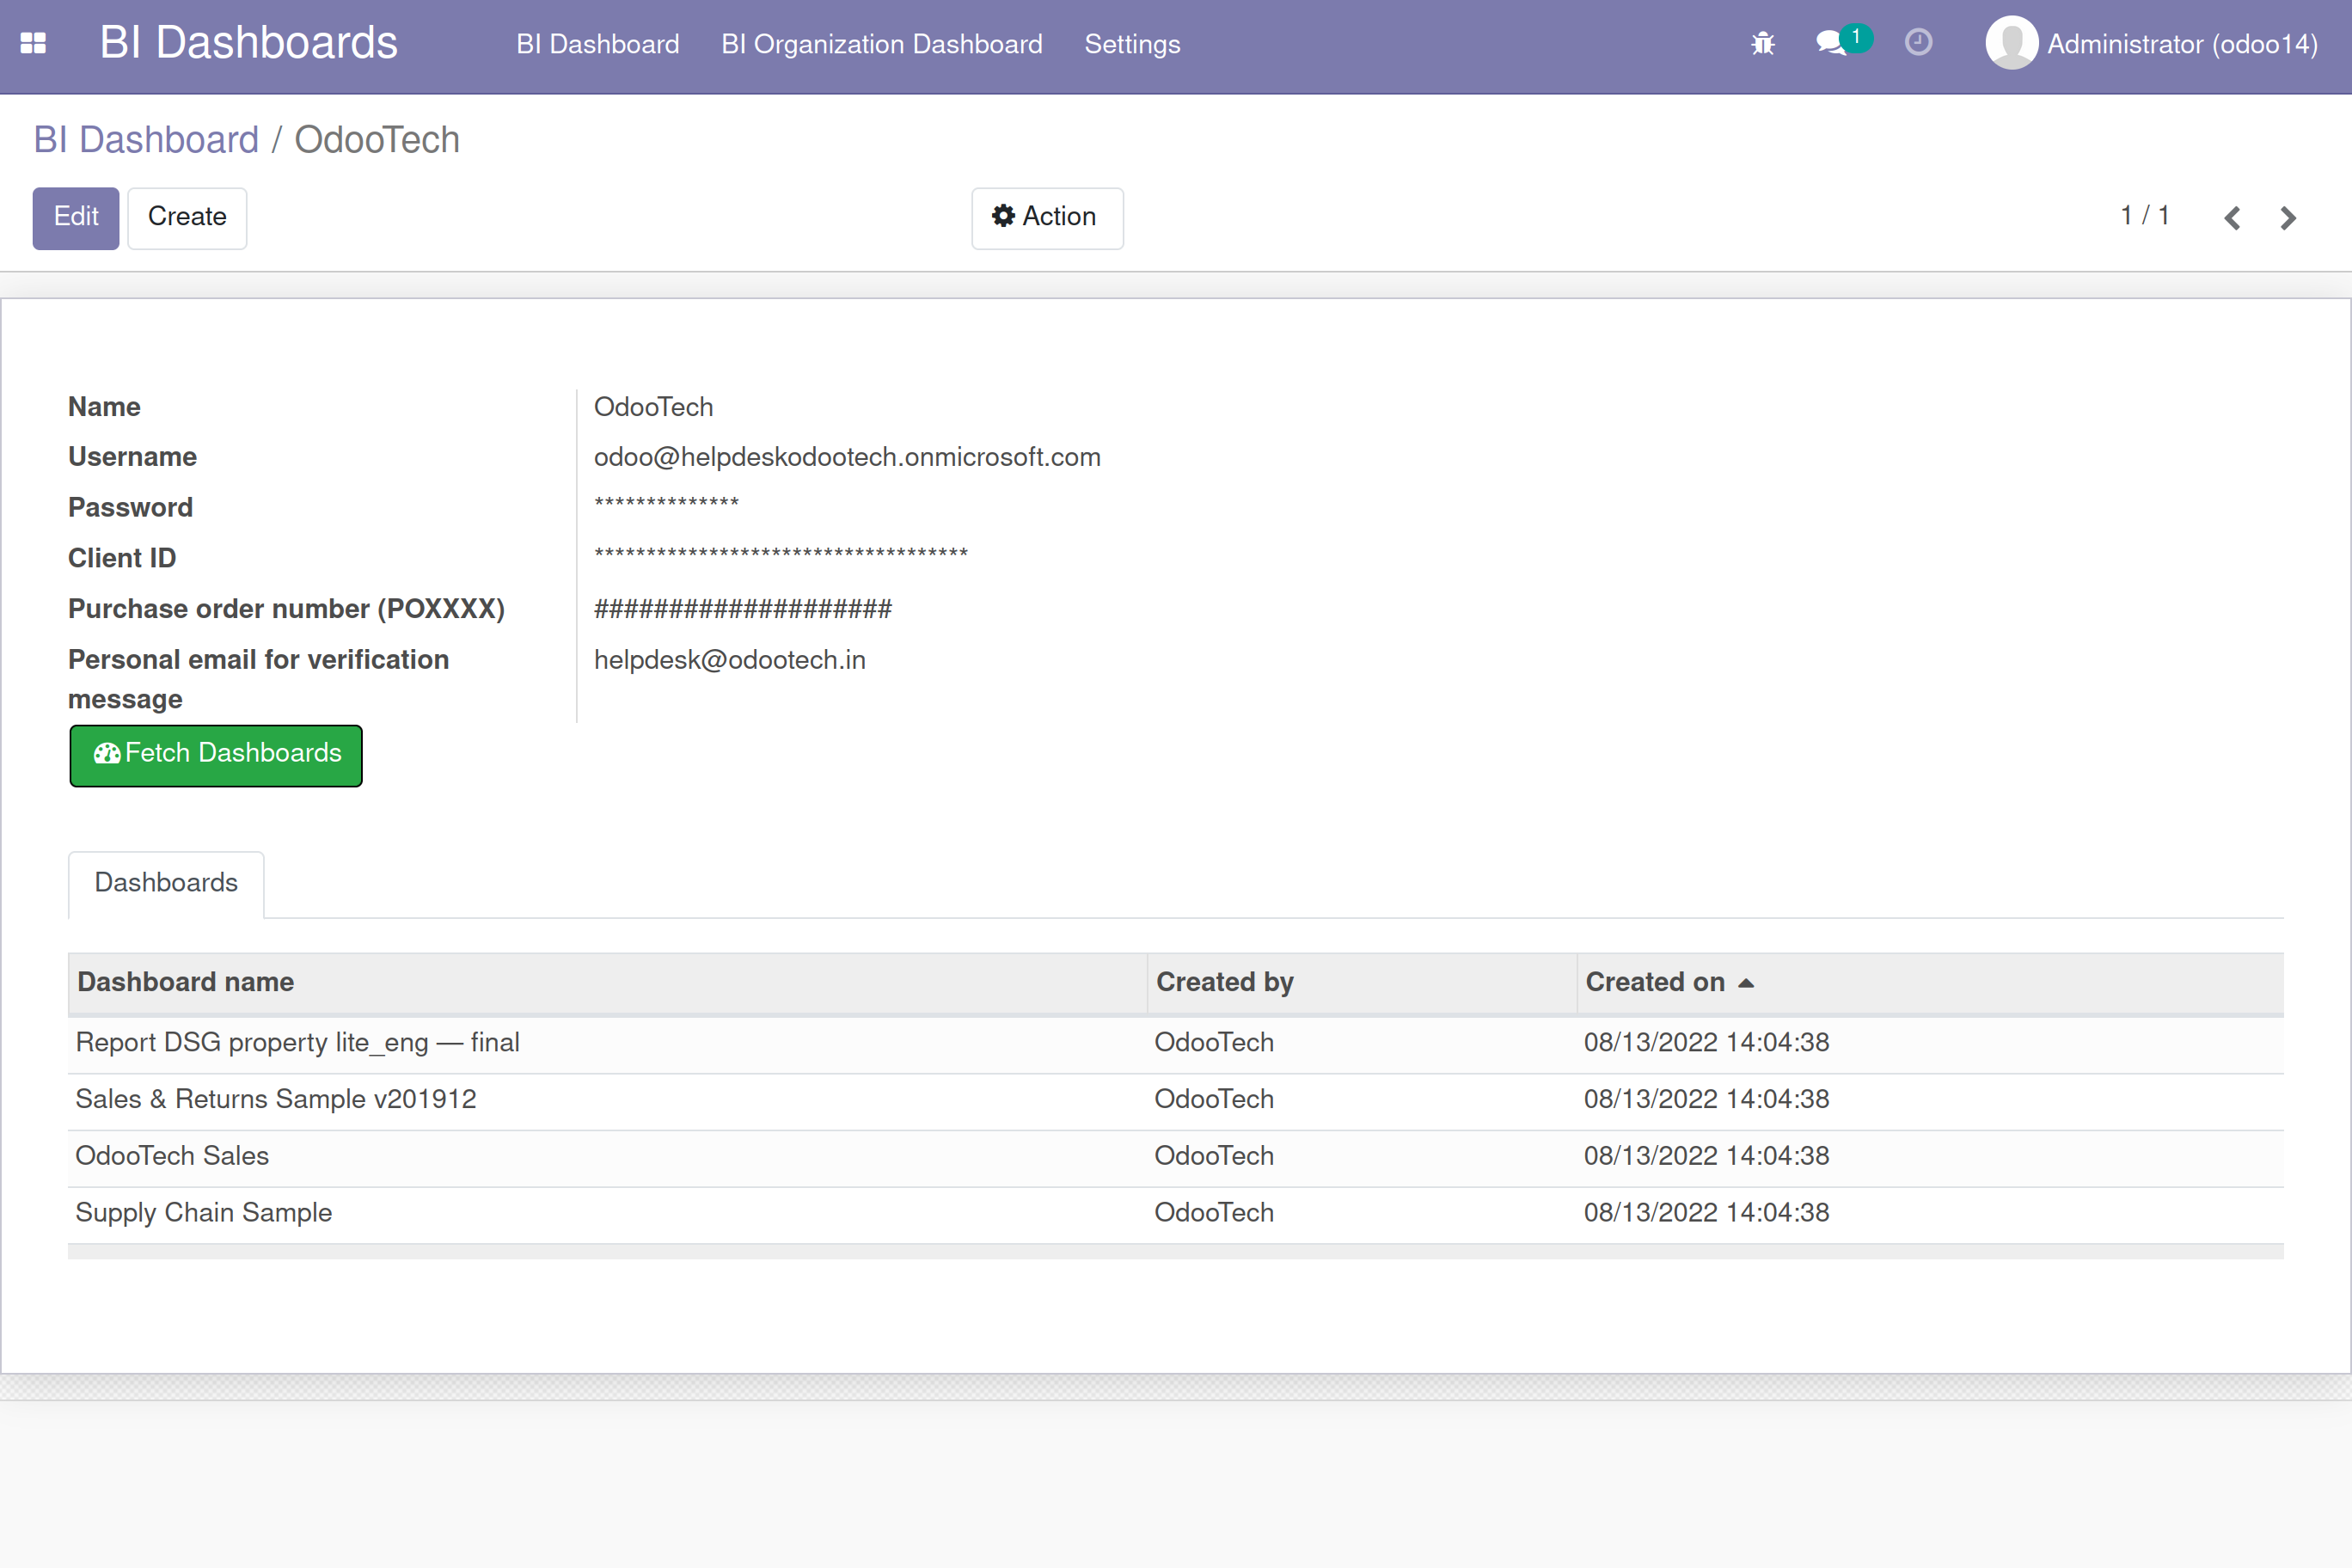 BI Dashboards BI Dashboard BI Organization Dashboard Settings 1 Administrator (odoo14)
BI Dashboard / OdooTech
Edit Create Action 1 / 1
Name OdooTech
Username odoo@helpdeskodootech.onmicrosoft.com
Password **************
Client ID ************************************
Purchase order number (POXXXX) ####################
Personal email for verification helpdesk@odootech.in
message
Fetch Dashboards
Dashboards
Dashboard name Created by Created on
Report DSG property lite_eng — final OdooTech 08/13/2022 14:04:38
Sales & Returns Sample v201912 OdooTech 08/13/2022 14:04:38
OdooTech Sales OdooTech 08/13/2022 14:04:38
Supply Chain Sample OdooTech 08/13/2022 14:04:38